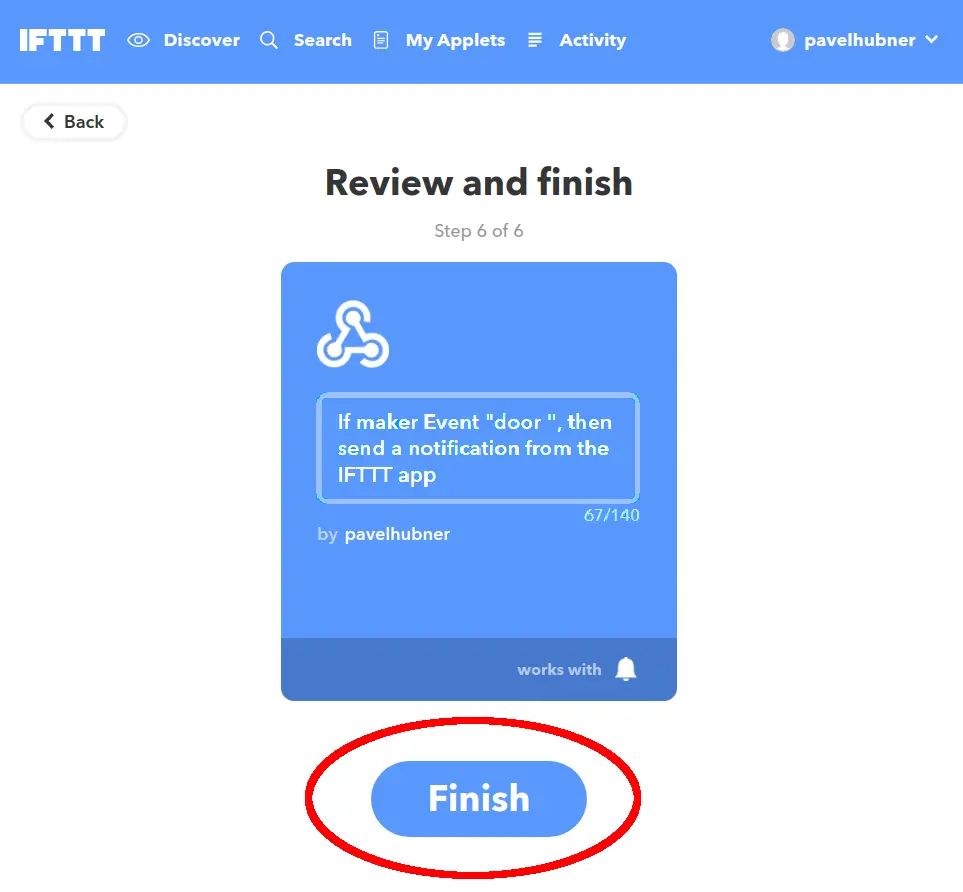 IFTTT Discover Search My Applets Activity pavelhubner
Back
Review and finish
Step 6 of 6
If maker Event "door ", then
send a notification from the
IFTTT app
67/140
by pavelhubner
works with
Finish